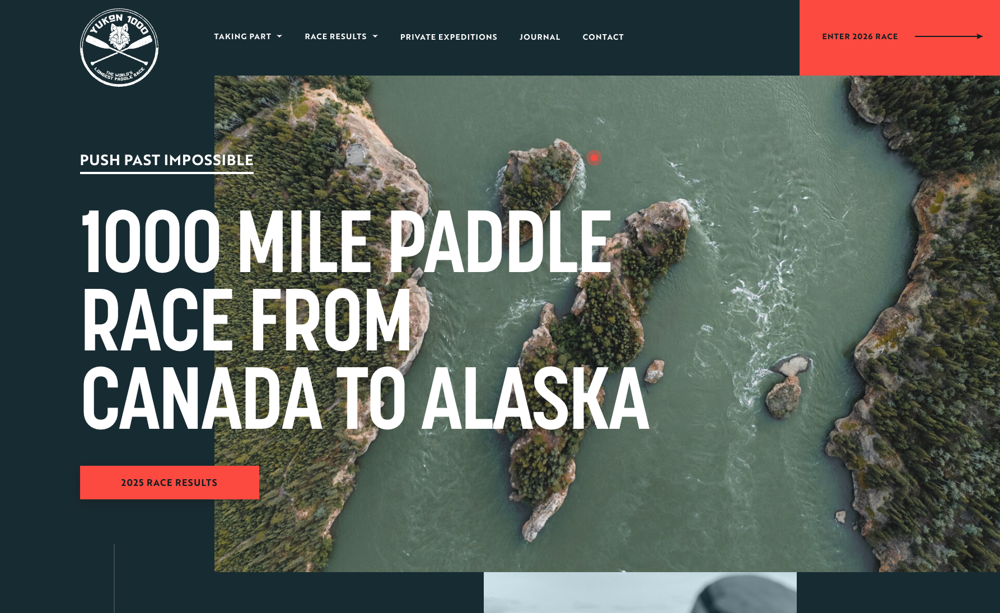 YUKON 1000
THE WORLD'S
LONGEST PADDLE RACE
TAKING PART
RACE RESULTS
PRIVATE EXPEDITIONS
JOURNAL
CONTACT
ENTER 2026 RACE
PUSH PAST IMPOSSIBLE
1000 MILE PADDLE
RACE FROM
CANADA TO ALASKA
2025 RACE RESULTS